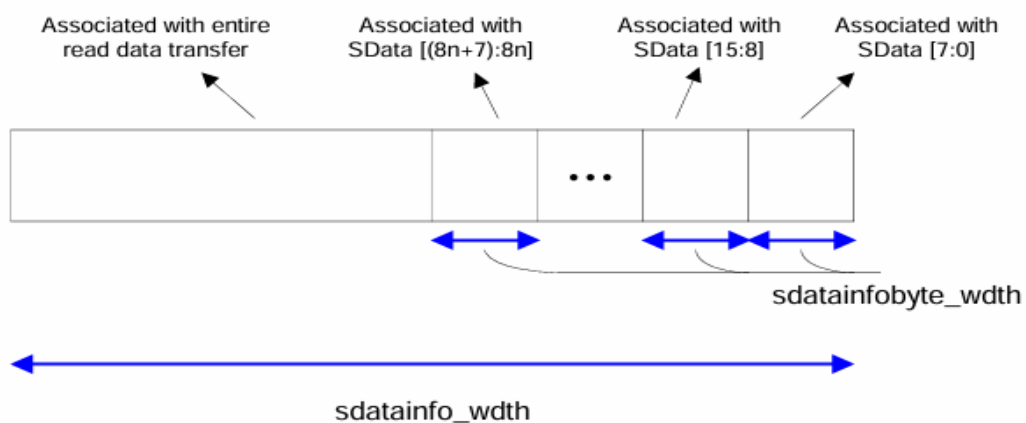 Associated with entire
read data transfer
Associated with
SData [(8n+7):8n]
Associated with
SData [15:8]
Associated with
SData [7:0]
•••
sdatainfobyte_wdth
sdatainfo_wdth